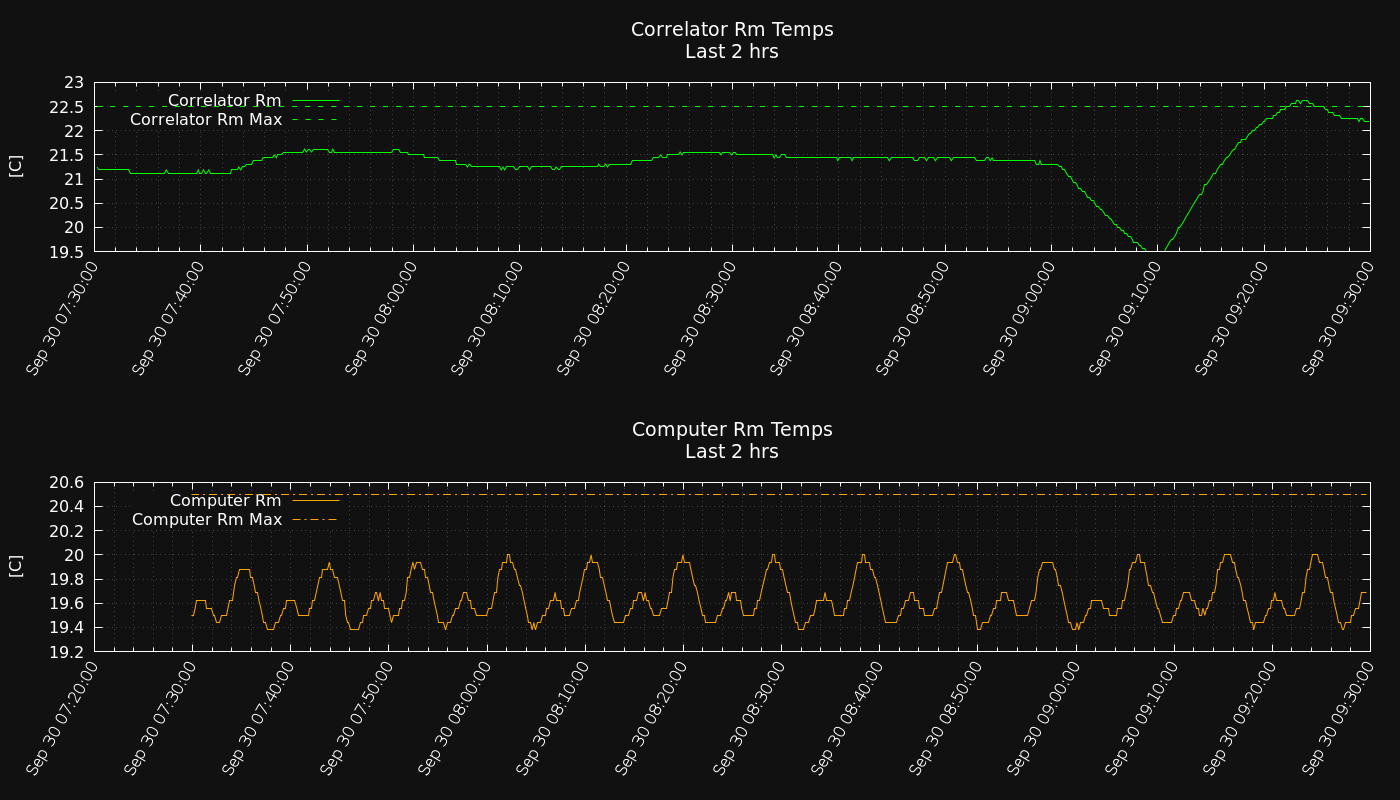 Correlator Rm Temps
Last 2 hrs
23
22.5
22
21.5
21
20.5
20
19.5
[C]
Correlator Rm
Correlator Rm Max
Sep 30 07:30:00
Sep 30 07:40:00
Sep 30 07:50:00
Sep 30 08:00:00
Sep 30 08:10:00
Sep 30 08:20:00
Sep 30 08:30:00
Sep 30 08:40:00
Sep 30 08:50:00
Sep 30 09:00:00
Sep 30 09:10:00
Sep 30 09:20:00
Sep 30 09:30:00
Computer Rm Temps
Last 2 hrs
20.6
20.4
20.2
20
19.8
19.6
19.4
19.2
[C]
Computer Rm
Computer Rm Max
Sep 30 07:20:00
Sep 30 07:30:00
Sep 30 07:40:00
Sep 30 07:50:00
Sep 30 08:00:00
Sep 30 08:10:00
Sep 30 08:20:00
Sep 30 08:30:00
Sep 30 08:40:00
Sep 30 08:50:00
Sep 30 09:00:00
Sep 30 09:10:00
Sep 30 09:20:00
Sep 30 09:30:00